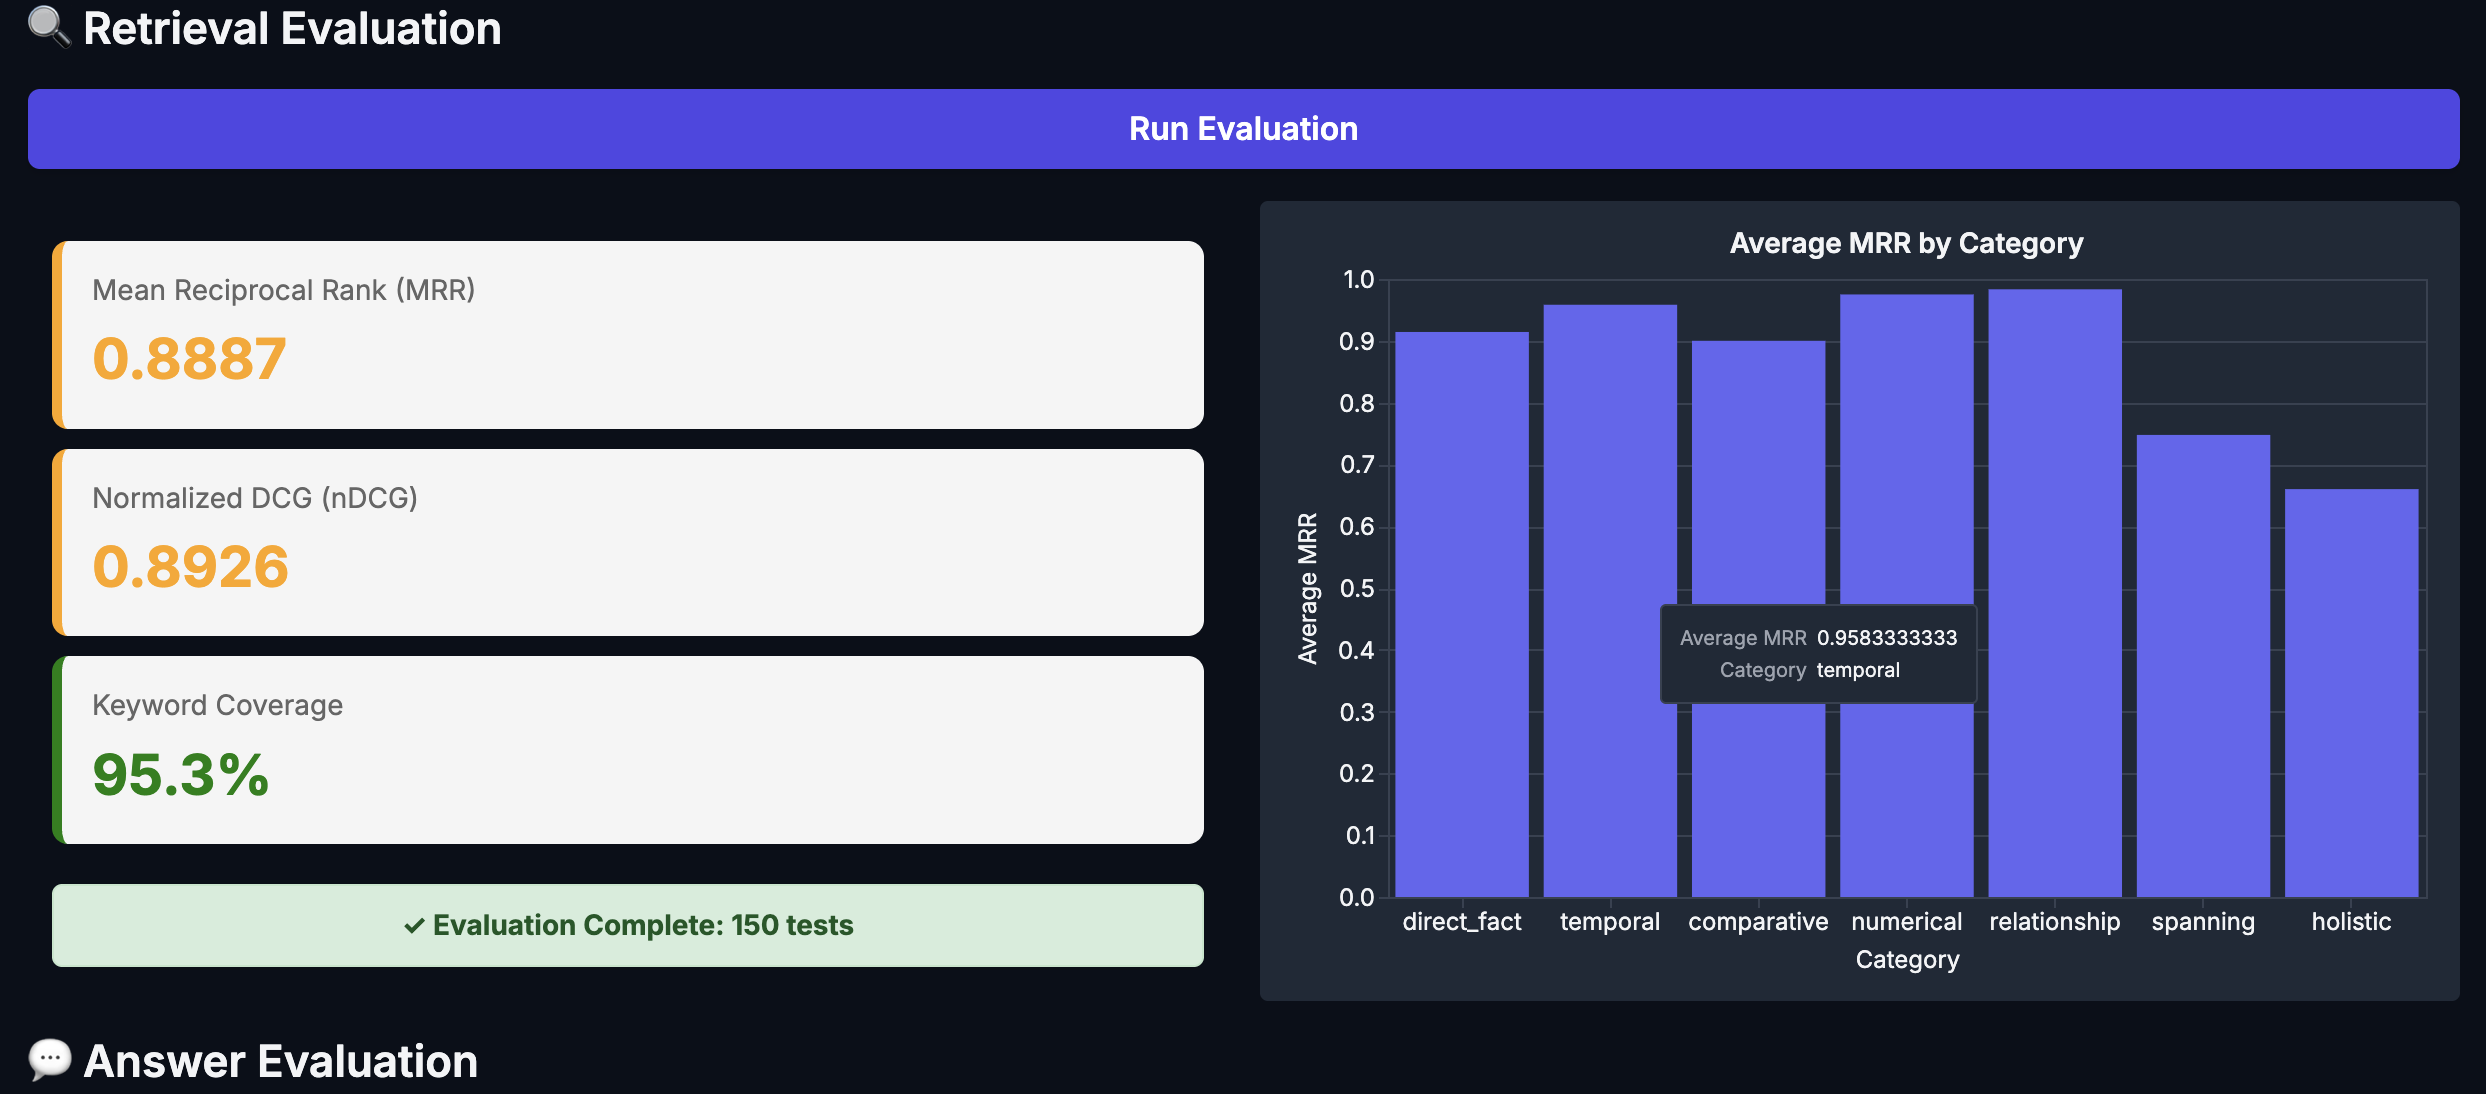 Retrieval Evaluation
Run Evaluation
Mean Reciprocal Rank (MRR)
0.8887
Normalized DCG (nDCG)
0.8926
Keyword Coverage
95.3%
✓ Evaluation Complete: 150 tests
Average MRR by Category
Average MRR
1.0
0.9
0.8
0.7
0.6
0.5
0.4
0.3
0.2
0.1
0.0
Average MRR 0.9583333333
Category temporal
direct_fact temporal comparative numerical relationship spanning holistic
Category
Answer Evaluation